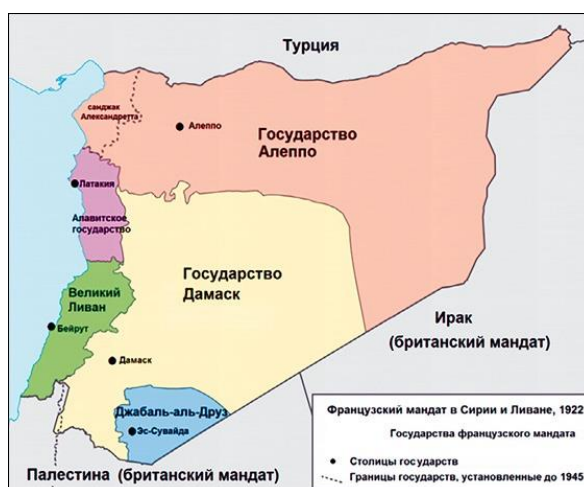 Турция
санджак
Александретта
Алеппо
Государство
Алеппо
Латакия
Алавитское
государство
Государство
Дамаск
Великий
Ливан
Бейрут
Ирак
(британский мандат)
Дамаск
Джабаль-аль-Друз
Эс-Сувайда
Палестина (британский мандат)
Французский мандат в Сирии и Ливане, 1922
Государства французского мандата
Столицы государств
Границы государств, установленные до 1945